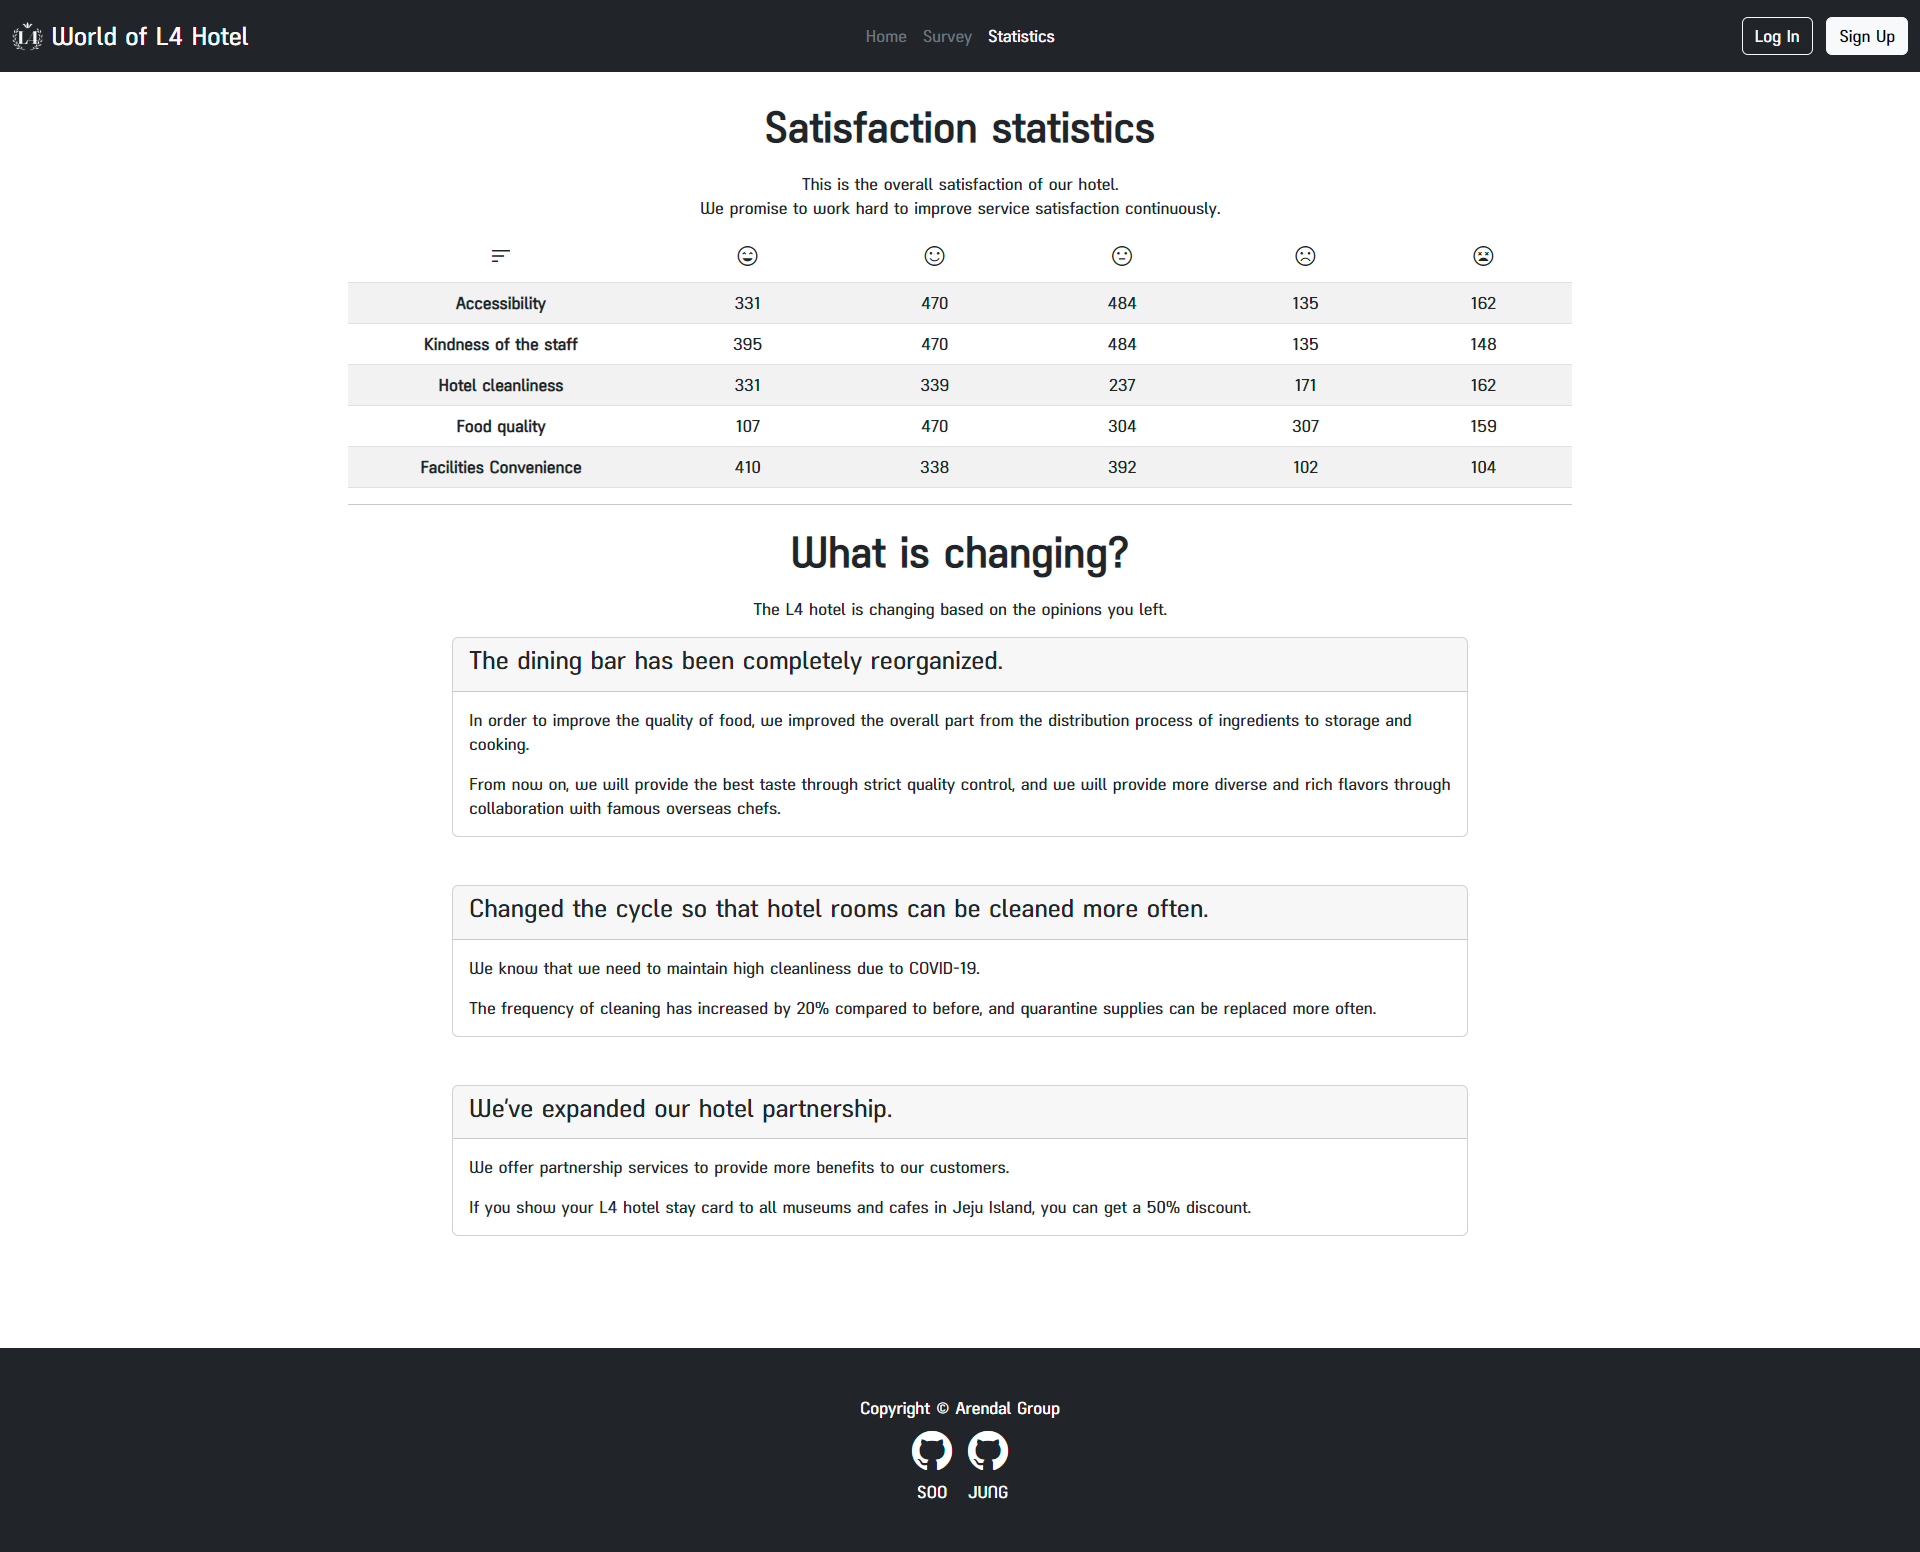 L4 World of L4 Hotel
Home Survey Statistics
Log In Sign Up
Satisfaction statistics
This is the overall satisfaction of our hotel.
We promise to work hard to improve service satisfaction continuously.
Accessibility 331 470 484 135 162
Kindness of the staff 395 470 484 135 148
Hotel cleanliness 331 339 237 171 162
Food quality 107 470 304 307 159
Facilities Convenience 410 338 392 102 104
What is changing?
The L4 hotel is changing based on the opinions you left.
The dining bar has been completely reorganized.
In order to improve the quality of food, we improved the overall part from the distribution process of ingredients to storage and
cooking.
From now on, we will provide the best taste through strict quality control, and we will provide more diverse and rich flavors through
collaboration with famous overseas chefs.
Changed the cycle so that hotel rooms can be cleaned more often.
We know that we need to maintain high cleanliness due to COVID-19.
The frequency of cleaning has increased by 20% compared to before, and quarantine supplies can be replaced more often.
We've expanded our hotel partnership.
We offer partnership services to provide more benefits to our customers.
If you show your L4 hotel stay card to all museums and cafes in Jeju Island, you can get a 50% discount.
Copyright © Arendal Group
SOO JUNG